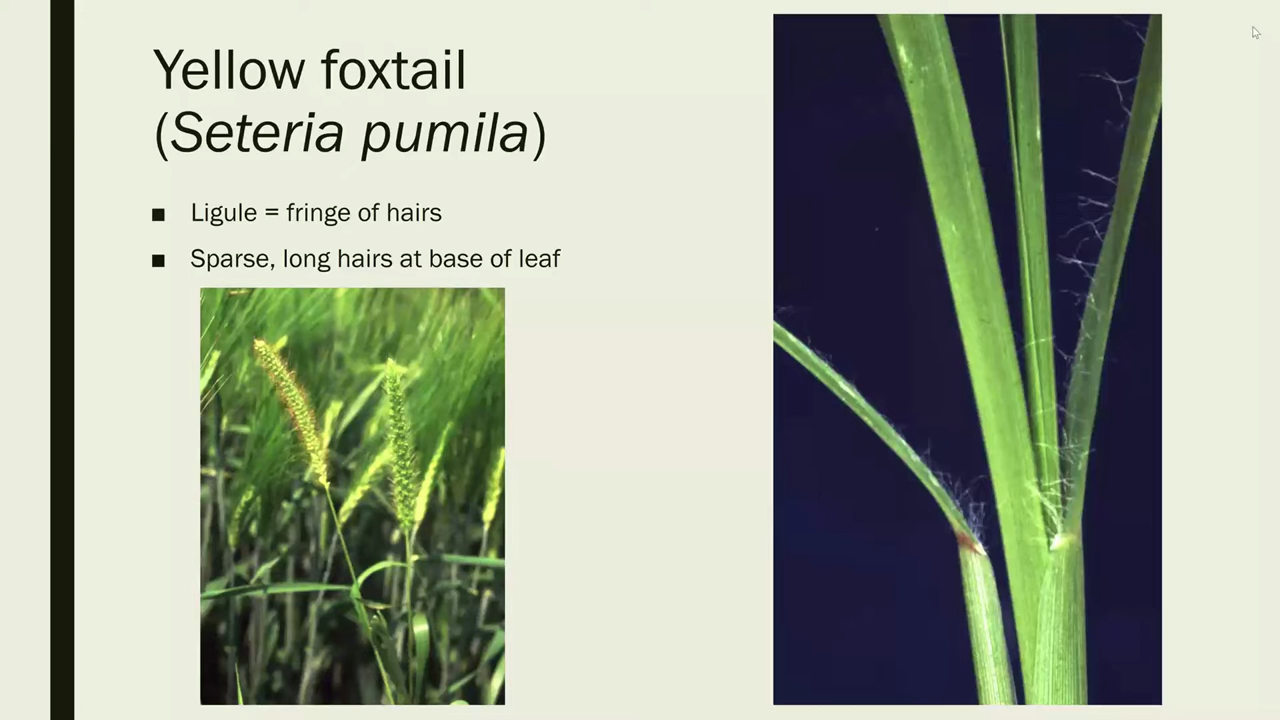 Yellow foxtail
(Seteria pumila)
■ Ligule = fringe of hairs
■ Sparse, long hairs at base of leaf